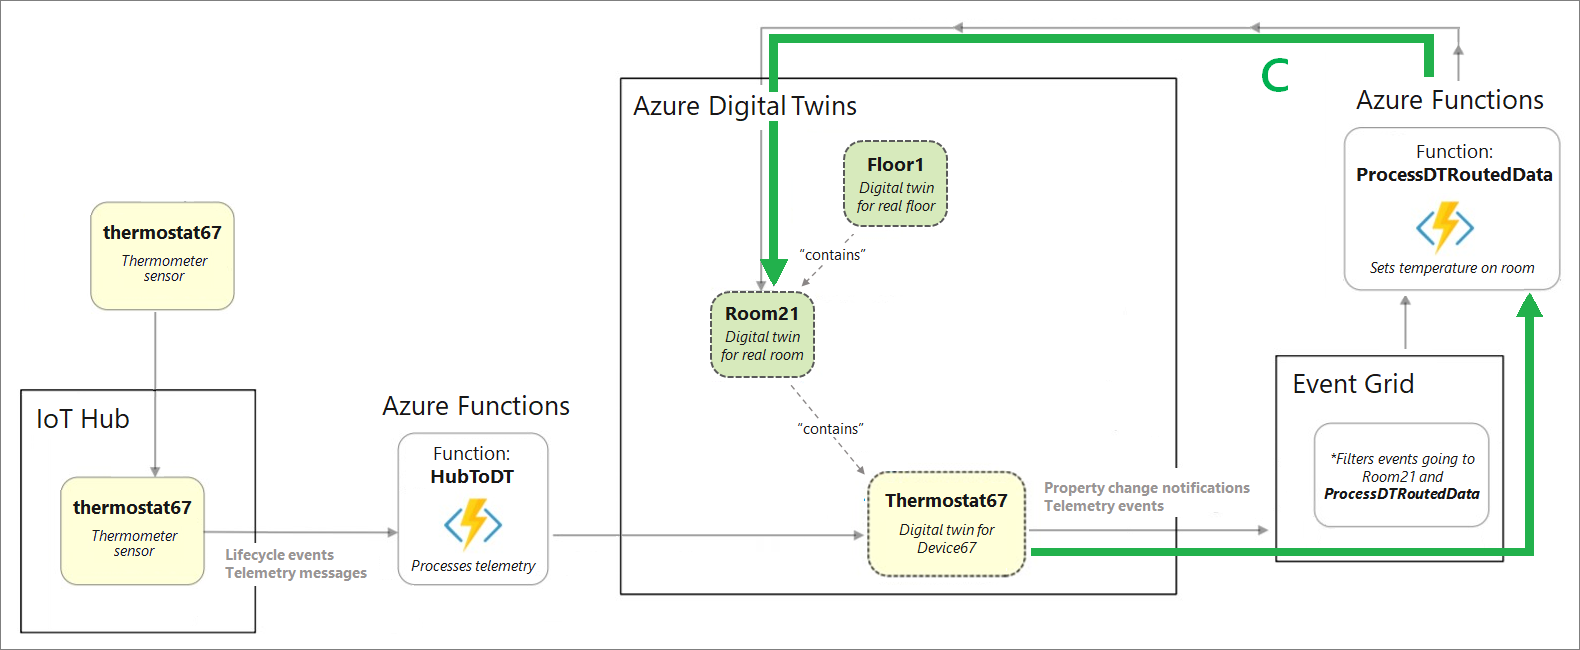 thermostat67
Thermometer
sensor
IoT Hub
thermostat67
Thermometer
sensor
Lifecycle events
Telemetry messages
Azure Functions
Function:
HubToDT
Processes telemetry
Azure Digital Twins
Floor1
Digital twin
for real floor
“contains”
Room21
Digital twin
for real room
“contains”
Thermostat67
Digital twin for
Device67
Property change notifications
Telemetry events
Event Grid
*Filters events going to
Room21 and
ProcessDTRoutedData
C
Azure Functions
Function:
ProcessDTRoutedData
Sets temperature on room